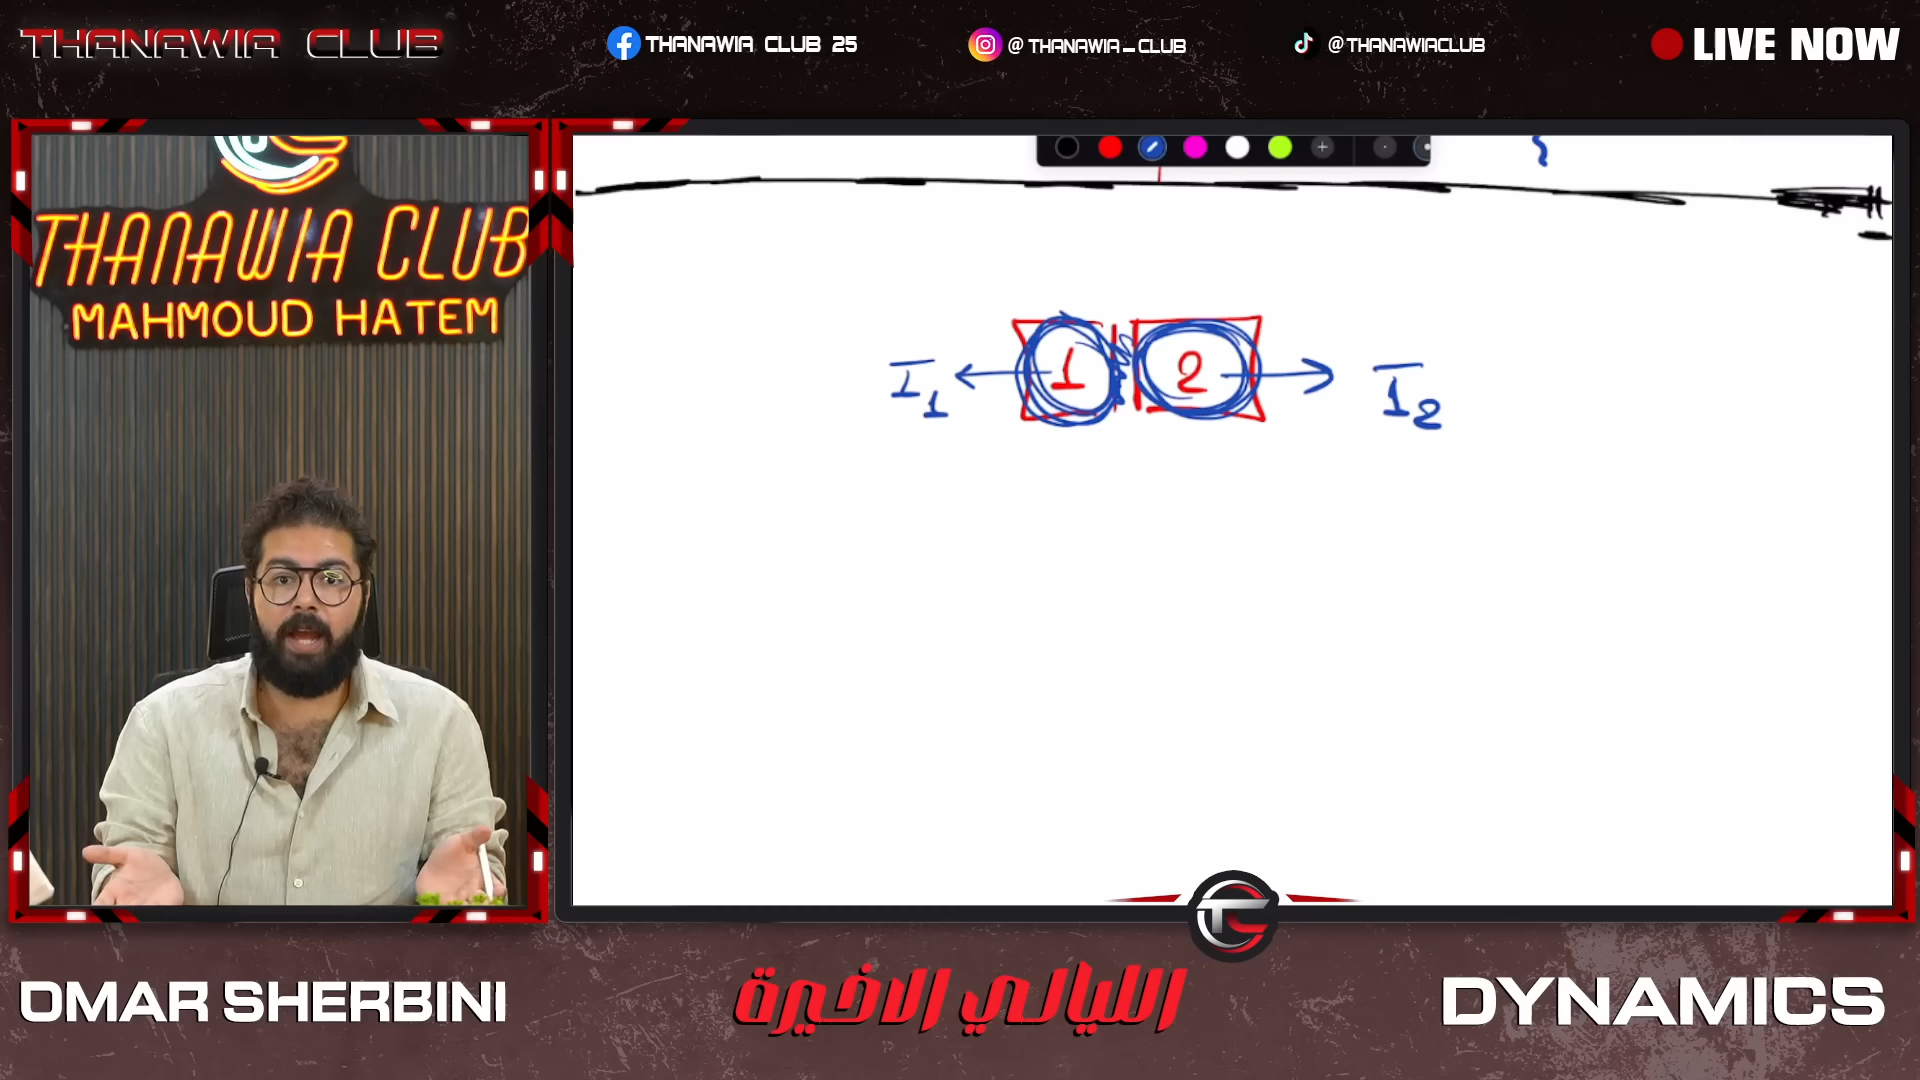 THANAWIA CLUB
THANAWIA CLUB 25
@ THANAWIA_CLUB
@THANAWIACLUB
LIVE NOW
THANAWIA CLUB
MAHMOUD HATEM
I1
1
2
I2
TC
OMAR SHERBINI
الليالي الاخيرة
DYNAMICS